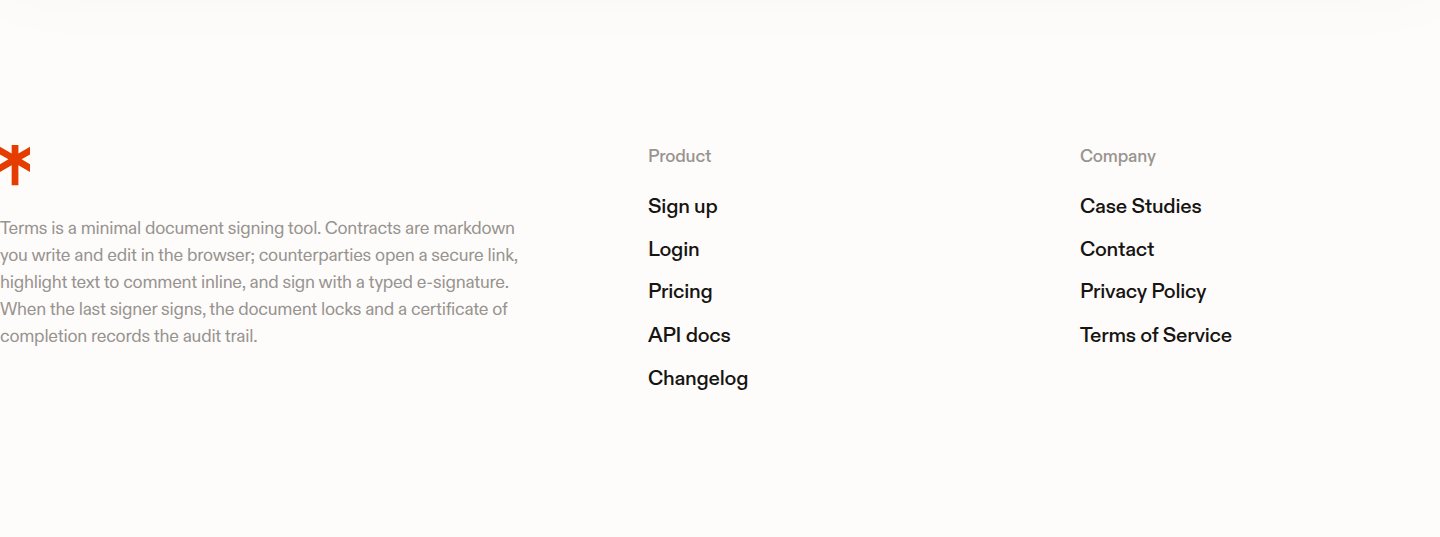 Terms is a minimal document signing tool. Contracts are markdown
you write and edit in the browser; counterparties open a secure link,
highlight text to comment inline, and sign with a typed e-signature.
When the last signer signs, the document locks and a certificate of
completion records the audit trail.
Product
Sign up
Login
Pricing
API docs
Changelog
Company
Case Studies
Contact
Privacy Policy
Terms of Service